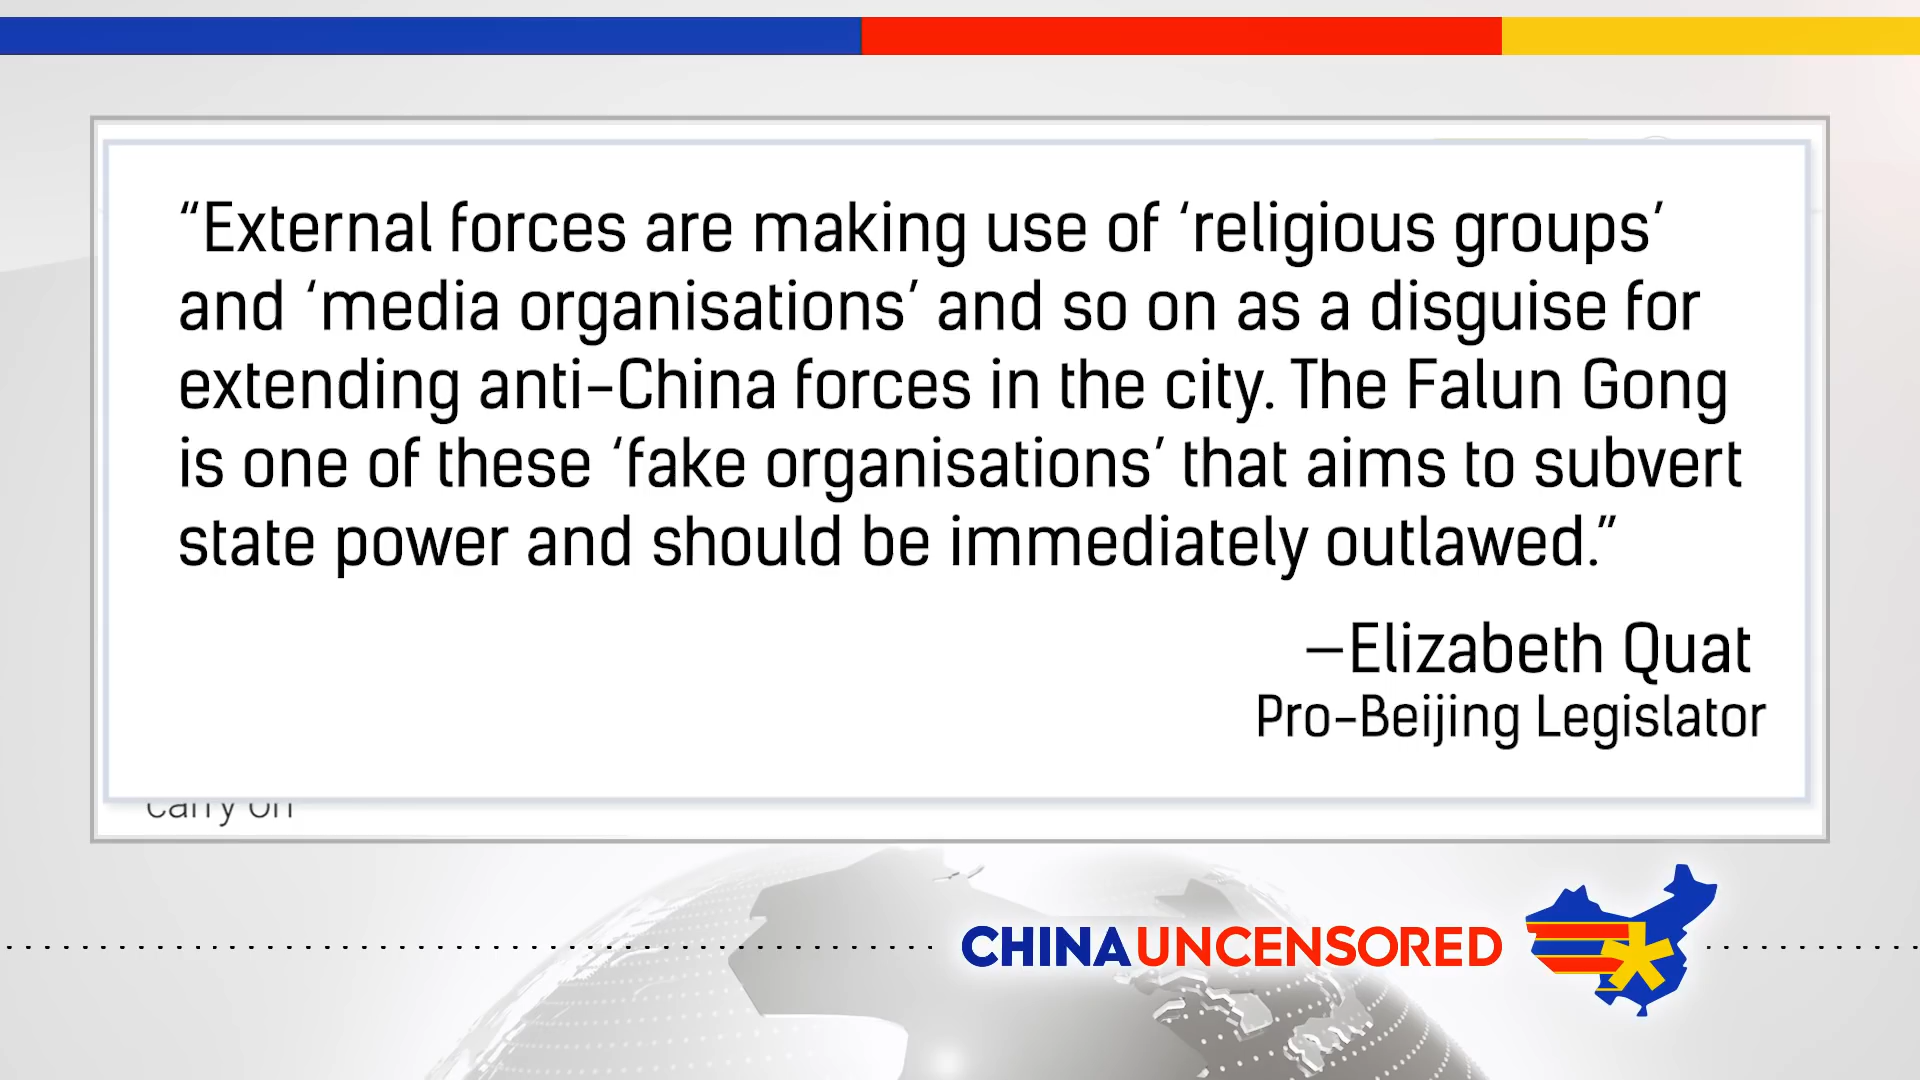 “External forces are making use of ‘religious groups’
and ‘media organisations’ and so on as a disguise for
extending anti–China forces in the city. The Falun Gong
is one of these ‘fake organisations’ that aims to subvert
state power and should be immediately outlawed.”
—Elizabeth Quat
Pro–Beijing Legislator
carry on
CHINAUNCENSORED